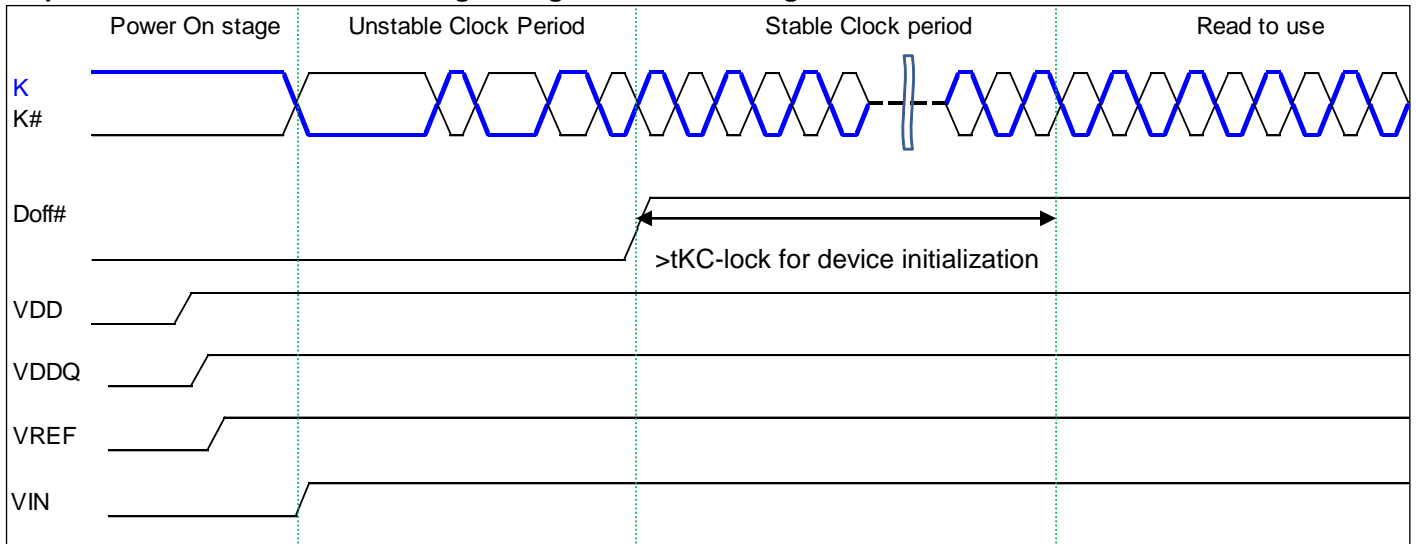 Power On stage
Unstable Clock Period
Stable Clock period
Read to use
K
K#
Doff#
>tKC-lock for device initialization
VDD
VDDQ
VREF
VIN